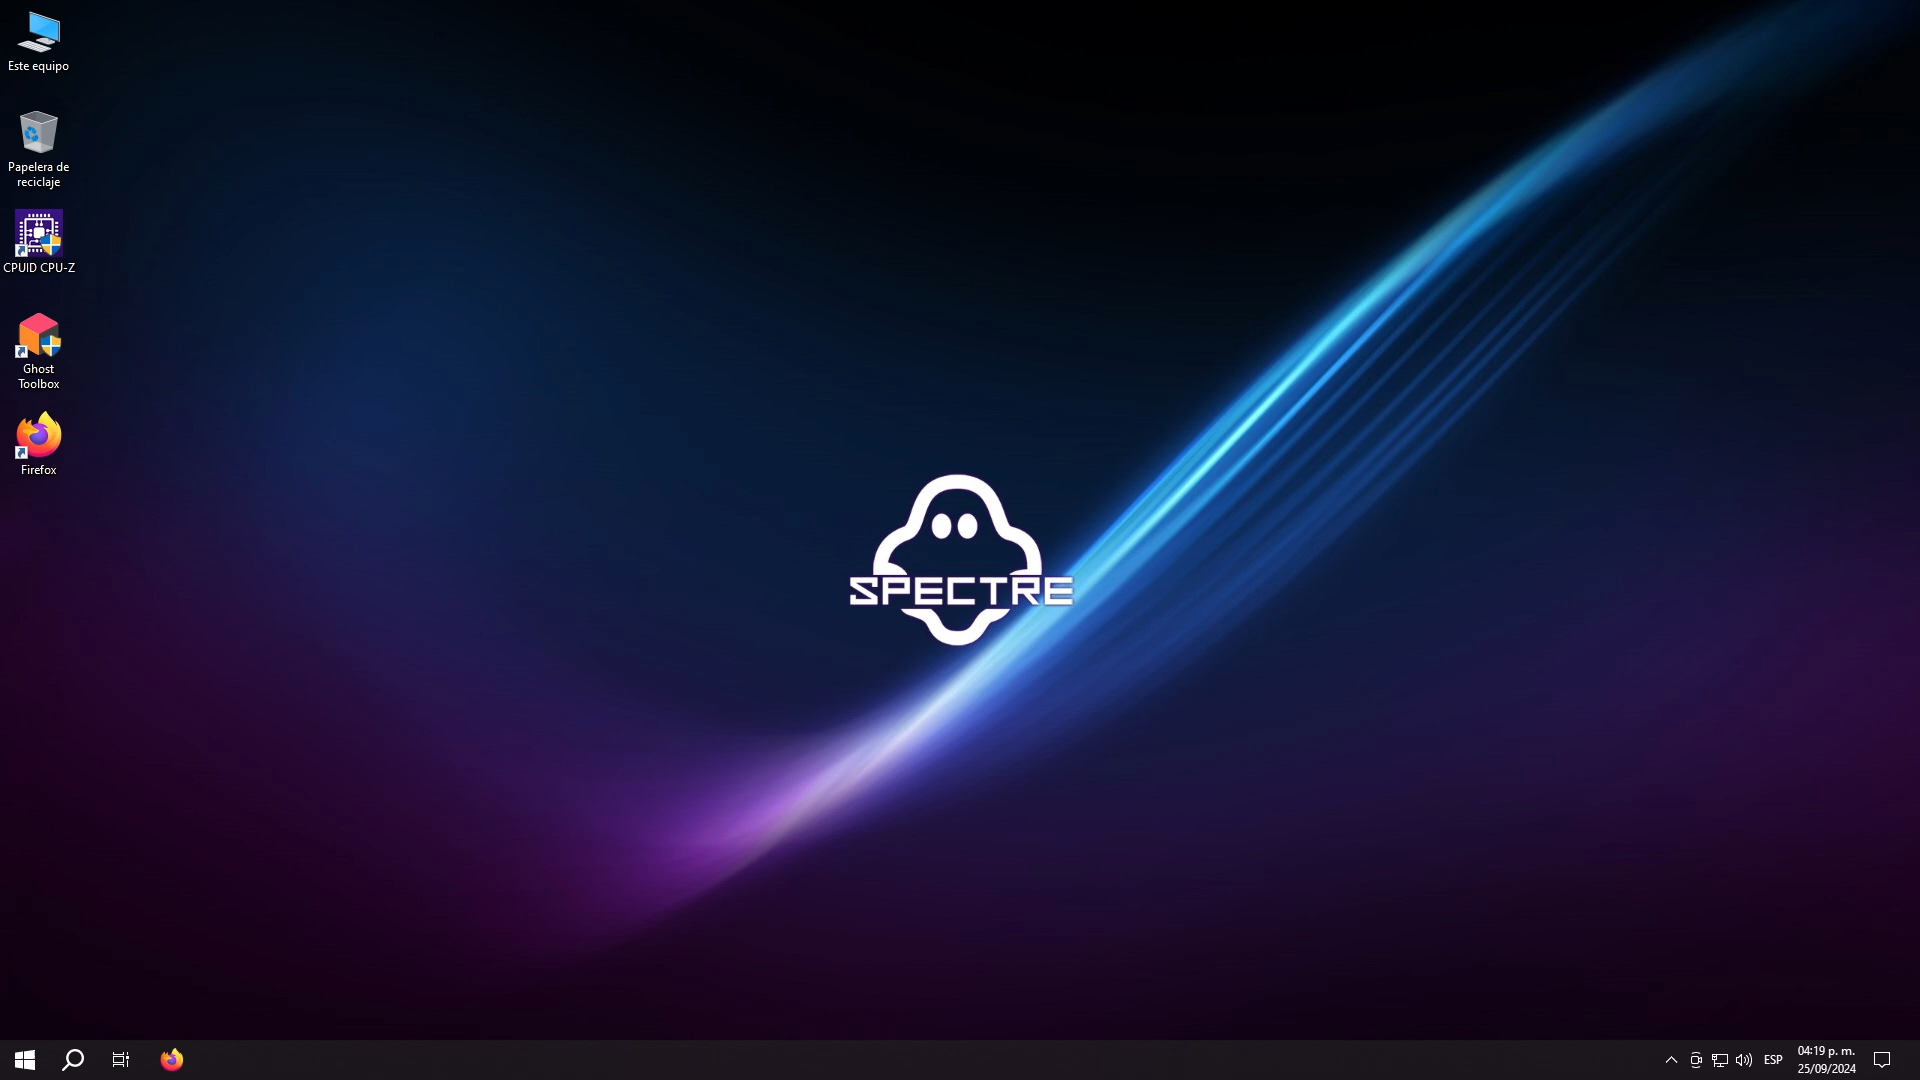 Este equipo
Papelera de
reciclaje
CPUID CPU-Z
Ghost
Toolbox
Firefox
SPECTRE
ESP
04:19 p. m.
25/09/2024